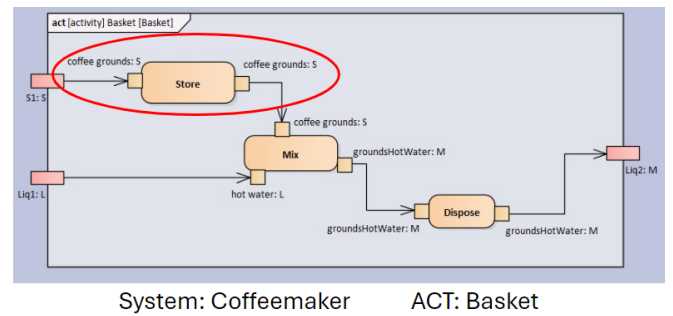 act [activity] Basket [Basket]
coffee grounds: S
coffee grounds: S
Store
S1: S
coffee grounds: S
Mix
groundsHotWater: M
Liq1: L
hot water: L
Liq2: M
Dispose
groundsHotWater: M
groundsHotWater: M
System: Coffeemaker ACT: Basket